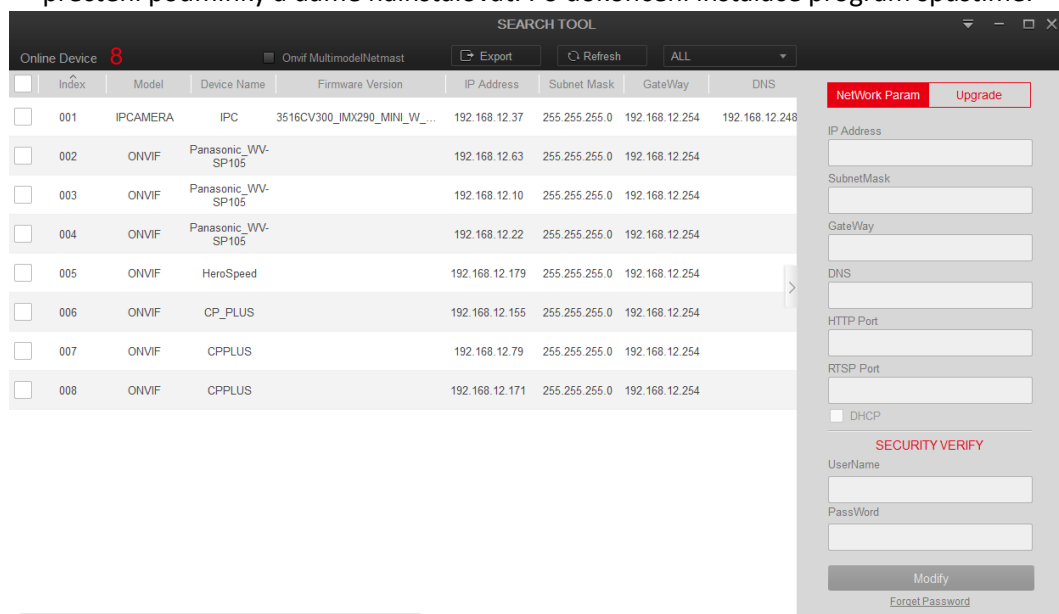 přečtení podmínky a dáme nainstalovat. Po dokončení instalace program spustíme.
SEARCH TOOL
Online Device 8 Onvif MultimodelNetmast Export Refresh ALL
Index Model Device Name Firmware Version IP Address Subnet Mask GateWay DNS
001 IPCAMERA IPC 3516CV300_IMX290_MINI_W_... 192.168.12.37 255.255.255.0 192.168.12.254 192.168.12.248
002 ONVIF Panasonic_WV-SP105 192.168.12.63 255.255.255.0 192.168.12.254
003 ONVIF Panasonic_WV-SP105 192.168.12.10 255.255.255.0 192.168.12.254
004 ONVIF Panasonic_WV-SP105 192.168.12.22 255.255.255.0 192.168.12.254
005 ONVIF HeroSpeed 192.168.12.179 255.255.255.0 192.168.12.254
006 ONVIF CP_PLUS 192.168.12.155 255.255.255.0 192.168.12.254
007 ONVIF CPPLUS 192.168.12.79 255.255.255.0 192.168.12.254
008 ONVIF CPPLUS 192.168.12.171 255.255.255.0 192.168.12.254
NetWork Param Upgrade
IP Address
SubnetMask
GateWay
DNS
HTTP Port
RTSP Port
DHCP
SECURITY VERIFY
UserName
PassWord
Modify
Forget Password